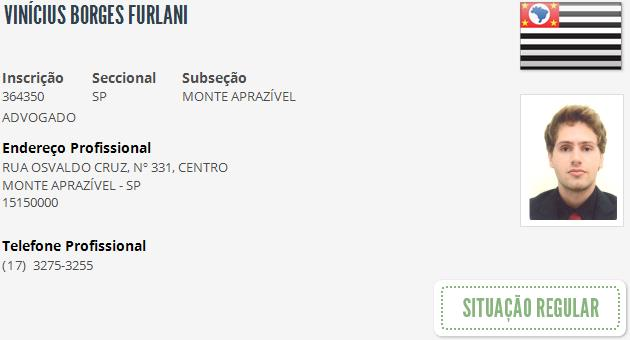 VINÍCIUS BORGES FURLANI
Inscrição Seccional Subseção
364350 SP MONTE APRAZÍVEL
ADVOGADO
Endereço Profissional
RUA OSVALDO CRUZ, Nº 331, CENTRO
MONTE APRAZÍVEL - SP
15150000
Telefone Profissional
(17) 3275-3255
SITUAÇÃO REGULAR